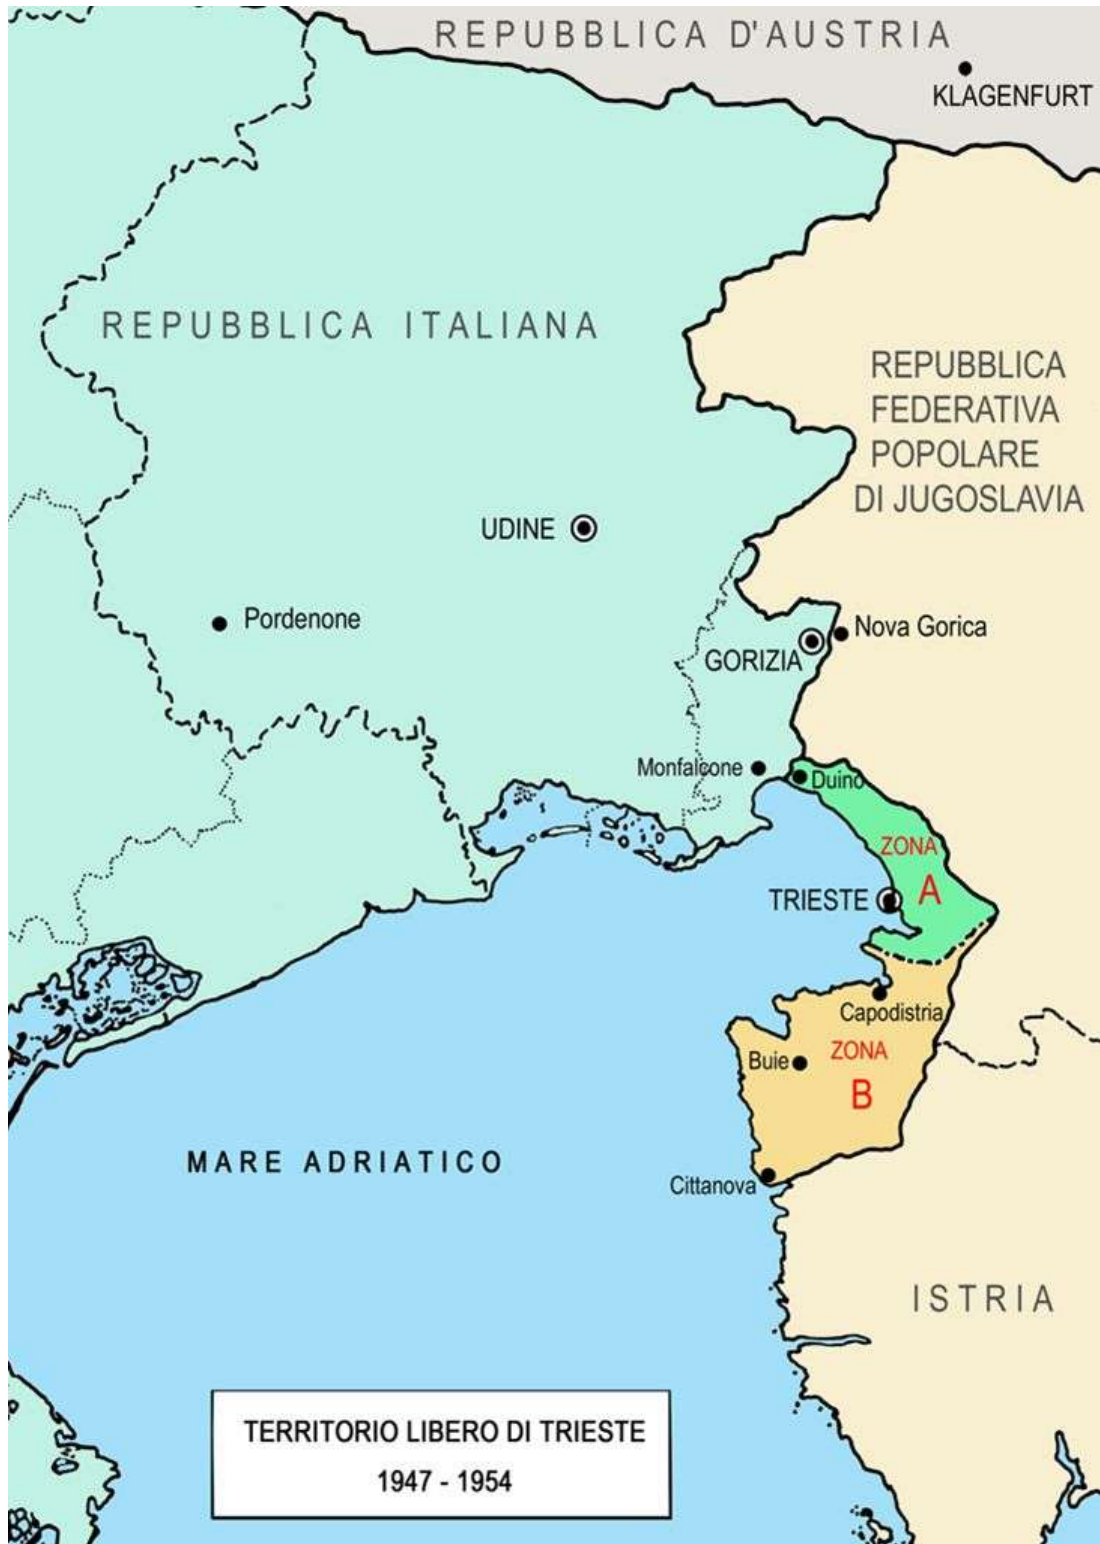 REPUBBLICA D'AUSTRIA
KLAGENFURT
REPUBBLICA ITALIANA
REPUBBLICA
FEDERATIVA
POPOLARE
DI JUGOSLAVIA
UDINE
Pordenone
Nova Gorica
GORIZIA
Monfalcone
Duino
ZONA
A
TRIESTE
Capodistria
Buie
ZONA
B
MARE ADRIATICO
Cittanova
ISTRIA
TERRITORIO LIBERO DI TRIESTE
1947 - 1954